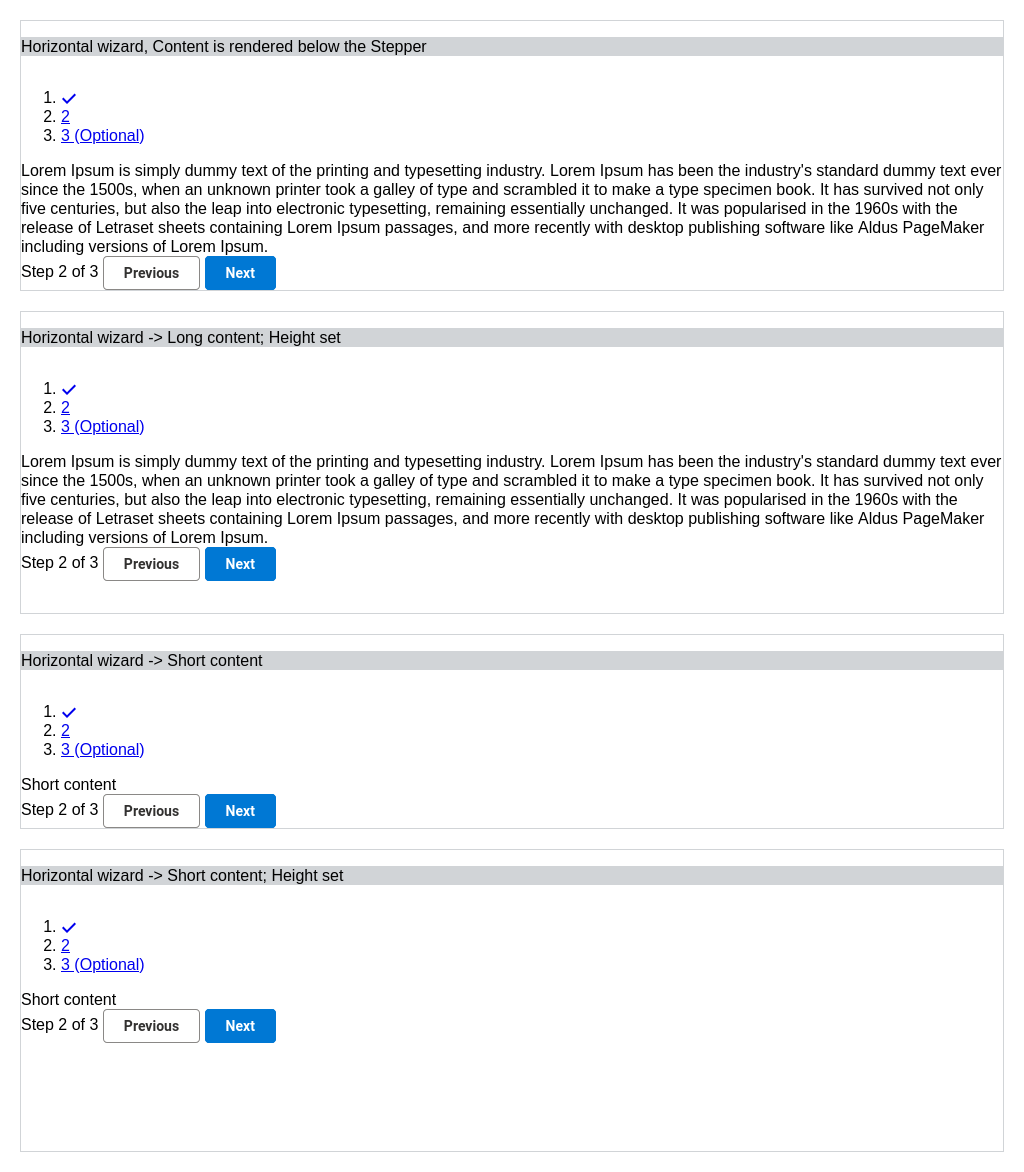 Horizontal wizard, Content is rendered below the Stepper
1. ✓
2. 2
3. 3 (Optional)
Lorem Ipsum is simply dummy text of the printing and typesetting industry. Lorem Ipsum has been the industry's standard dummy text ever
since the 1500s, when an unknown printer took a galley of type and scrambled it to make a type specimen book. It has survived not only
five centuries, but also the leap into electronic typesetting, remaining essentially unchanged. It was popularised in the 1960s with the
release of Letraset sheets containing Lorem Ipsum passages, and more recently with desktop publishing software like Aldus PageMaker
including versions of Lorem Ipsum.
Step 2 of 3 Previous Next
Horizontal wizard -> Long content; Height set
1. ✓
2. 2
3. 3 (Optional)
Lorem Ipsum is simply dummy text of the printing and typesetting industry. Lorem Ipsum has been the industry's standard dummy text ever
since the 1500s, when an unknown printer took a galley of type and scrambled it to make a type specimen book. It has survived not only
five centuries, but also the leap into electronic typesetting, remaining essentially unchanged. It was popularised in the 1960s with the
release of Letraset sheets containing Lorem Ipsum passages, and more recently with desktop publishing software like Aldus PageMaker
including versions of Lorem Ipsum.
Step 2 of 3 Previous Next
Horizontal wizard -> Short content
1. ✓
2. 2
3. 3 (Optional)
Short content
Step 2 of 3 Previous Next
Horizontal wizard -> Short content; Height set
1. ✓
2. 2
3. 3 (Optional)
Short content
Step 2 of 3 Previous Next